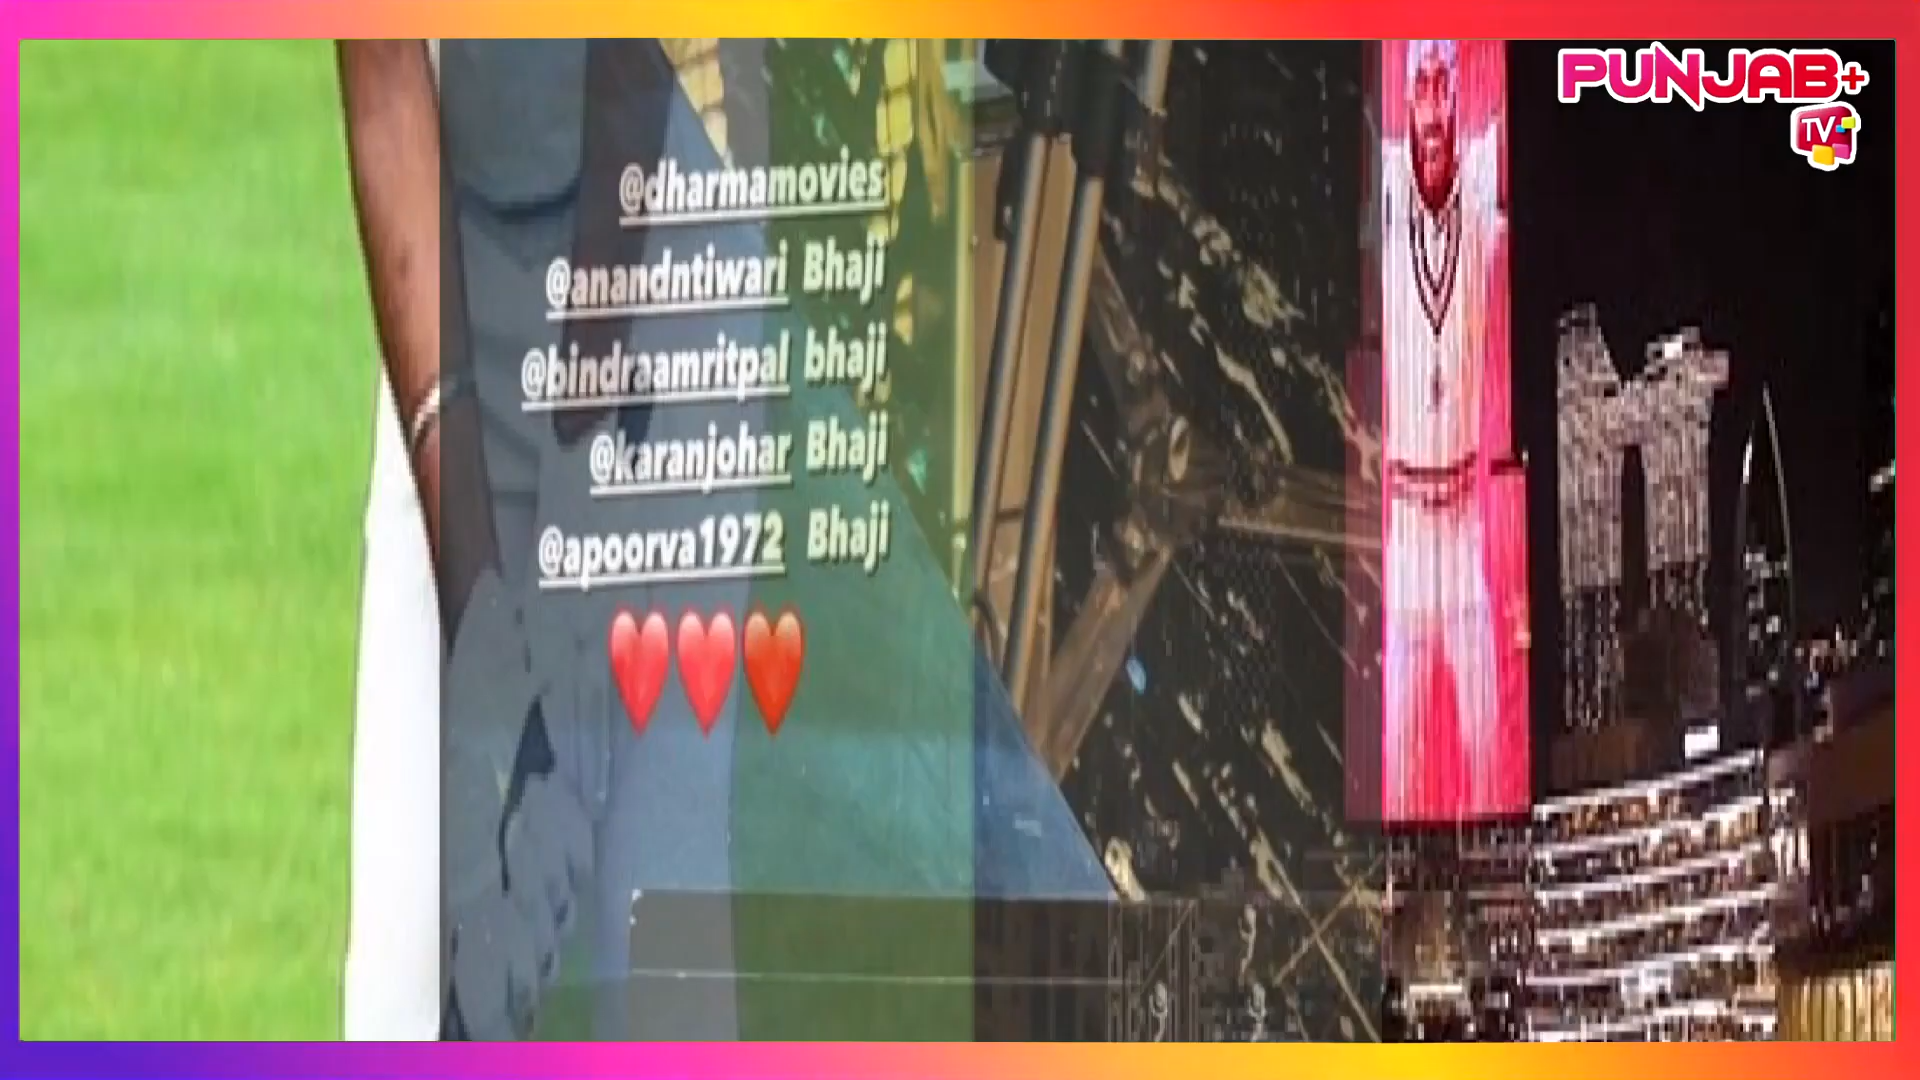 PUNJAB+
TV
@dharmamovies
@anandntiwari Bhaji
@bindraamritpal bhaji
@karanjohar Bhaji
@apoorva1972 Bhaji